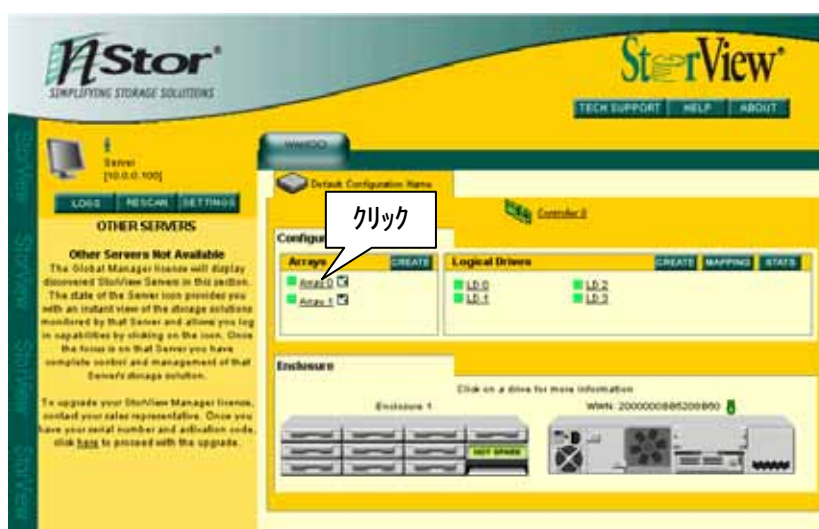 nStor
SIMPLIFYING STORAGE SOLUTIONS
StorView
TECH SUPPORT HELP ABOUT
Server
[10.0.0.100]
LOGS RESCAN SETTINGS
OTHER SERVERS
Other Servers Not Available
The Global Manager license will display
discovered StorView Servers in this section.
The state of the Server icon provides you
with an instant view of the storage solutions
monitored by that Server and allows you log
in capabilities by clicking on the icon. Once
the focus is on that Server you have
complete control and management of that
Server's storage solution.
To upgrade your StorView Manager license,
contact your sales representative. Once you
have your serial number and activation code,
click here to proceed with the upgrade.
Default Configuration Name
Controller 0
クリック
Configu
Arrays CREATE
Array 0
Array 1
Logical Drives CREATE MAPPING STATS
LD 0 LD 2
LD 1 LD 3
Enclosure
Click on a drive for more information
Enclosure 1
HOT SPARE
StorView
StorView
StorView
StorView